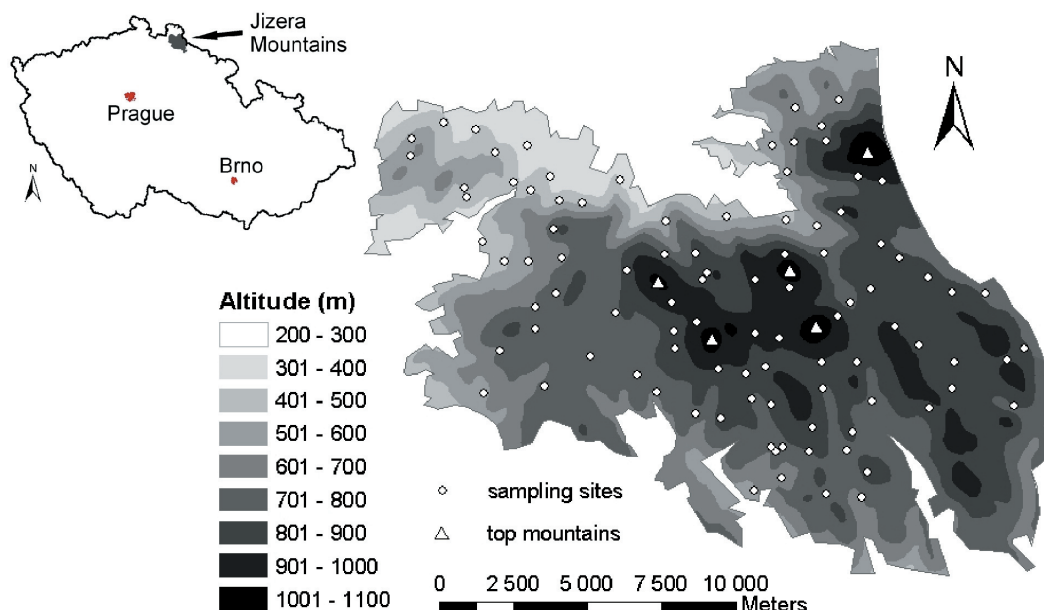 Jizera
Mountains
Prague
Brno
N
N
Altitude (m)
200 - 300
301 - 400
401 - 500
501 - 600
601 - 700
701 - 800
801 - 900
901 - 1000
1001 - 1100
sampling sites
top mountains
0 2 500 5 000 7 500 10 000
Meters